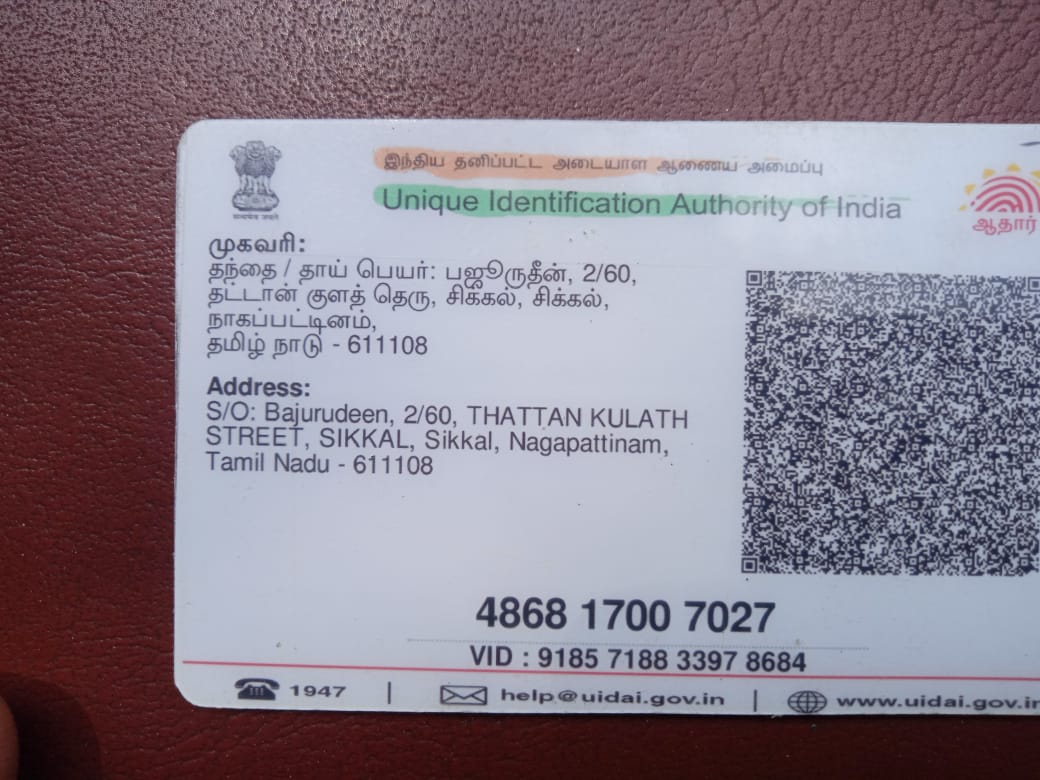 இந்திய தனிப்பட்ட அடையாள ஆணைய அமைப்பு
Unique Identification Authority of India
ஆதார்
முகவரி:
தந்தை / தாய் பெயர்: பஜூருதீன், 2/60,
தட்டான் குளத் தெரு, சிக்கல், சிக்கல்,
நாகப்பட்டினம்,
தமிழ் நாடு - 611108
Address:
S/O: Bajurudeen, 2/60, THATTAN KULATH
STREET, SIKKAL, Sikkal, Nagapattinam,
Tamil Nadu - 611108
4868 1700 7027
VID : 9185 7188 3397 8684
1947 | help@uidai.gov.in | www.uidai.gov.in